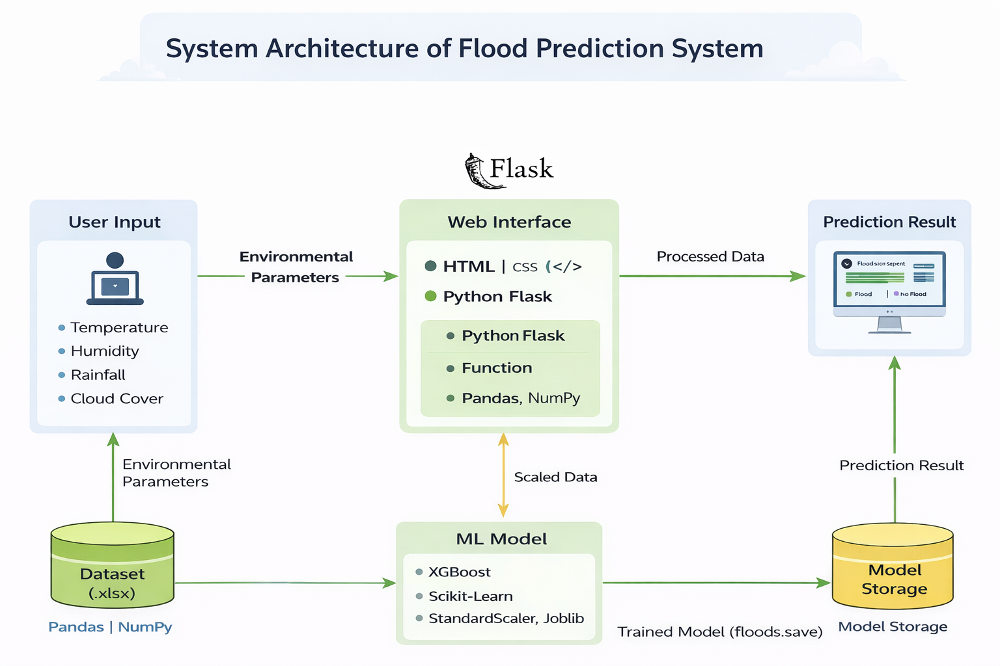 System Architecture of Flood Prediction System
Flask
User Input
Temperature
Humidity
Rainfall
Cloud Cover
Environmental
Parameters
Web Interface
HTML | CSS (</>
Python Flask
Python Flask
Function
Pandas, NumPy
Processed Data
Prediction Result
Flood
No Flood
Environmental
Parameters
Scaled Data
Prediction Result
Dataset
(.xlsx)
Pandas | NumPy
ML Model
XGBoost
Scikit-Learn
StandardScaler, Joblib
Trained Model (floods.save)
Model
Storage
Model Storage